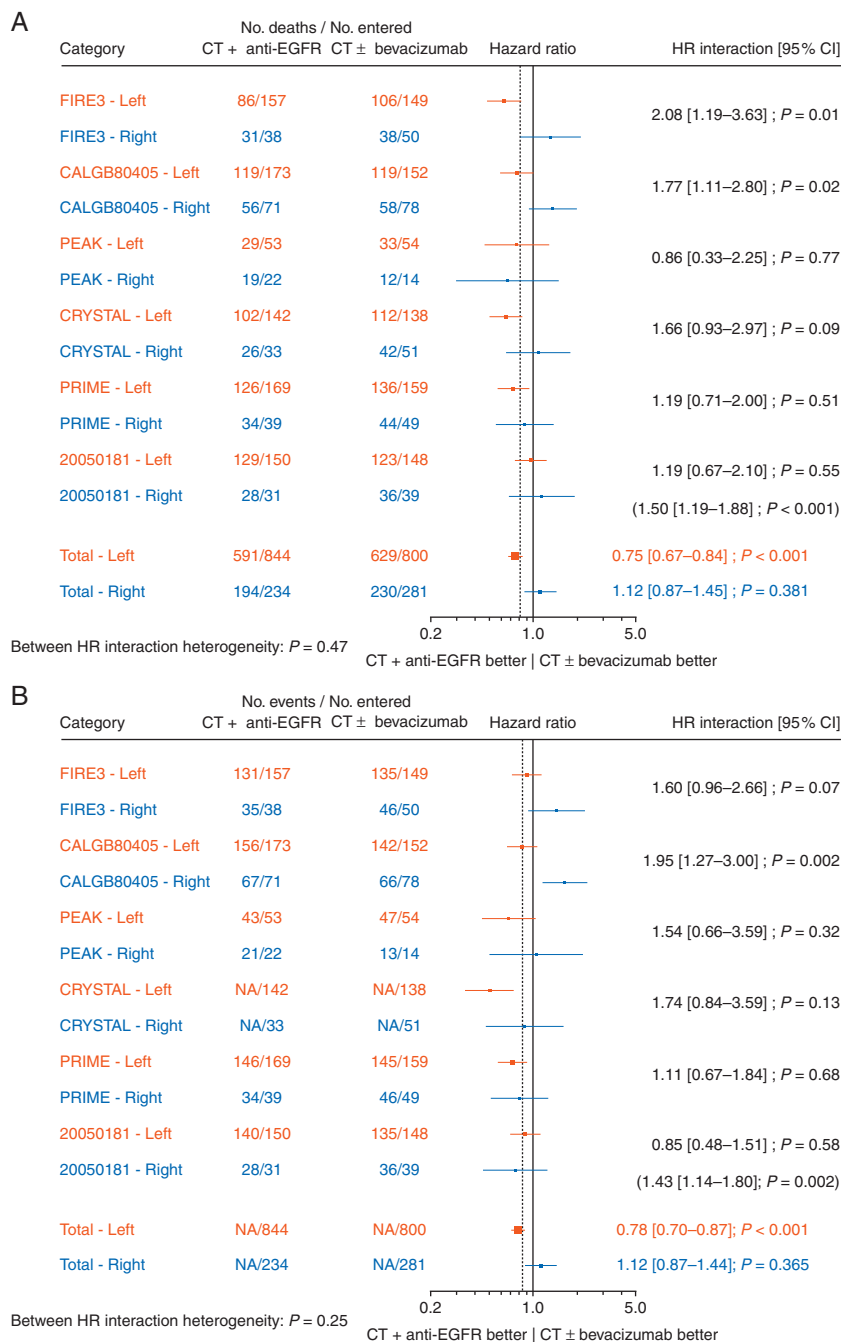 A
No. deaths / No. entered
Category CT + anti-EGFR CT ± bevacizumab Hazard ratio HR interaction [95% CI]
FIRE3 - Left 86/157 106/149
2.08 [1.19–3.63] ; P = 0.01
FIRE3 - Right 31/38 38/50
CALGB80405 - Left 119/173 119/152
1.77 [1.11–2.80] ; P = 0.02
CALGB80405 - Right 56/71 58/78
PEAK - Left 29/53 33/54
0.86 [0.33–2.25] ; P = 0.77
PEAK - Right 19/22 12/14
CRYSTAL - Left 102/142 112/138
1.66 [0.93–2.97] ; P = 0.09
CRYSTAL - Right 26/33 42/51
PRIME - Left 126/169 136/159
1.19 [0.71–2.00] ; P = 0.51
PRIME - Right 34/39 44/49
20050181 - Left 129/150 123/148
1.19 [0.67–2.10] ; P = 0.55
20050181 - Right 28/31 36/39
(1.50 [1.19–1.88] ; P < 0.001)
Total - Left 591/844 629/800 0.75 [0.67–0.84] ; P < 0.001
Total - Right 194/234 230/281 1.12 [0.87–1.45] ; P = 0.381
0.2 1.0 5.0
Between HR interaction heterogeneity: P = 0.47
CT + anti-EGFR better | CT ± bevacizumab better
B
No. events / No. entered
Category CT + anti-EGFR CT ± bevacizumab Hazard ratio HR interaction [95% CI]
FIRE3 - Left 131/157 135/149
1.60 [0.96–2.66] ; P = 0.07
FIRE3 - Right 35/38 46/50
CALGB80405 - Left 156/173 142/152
1.95 [1.27–3.00] ; P = 0.002
CALGB80405 - Right 67/71 66/78
PEAK - Left 43/53 47/54
1.54 [0.66–3.59] ; P = 0.32
PEAK - Right 21/22 13/14
CRYSTAL - Left NA/142 NA/138
1.74 [0.84–3.59] ; P = 0.13
CRYSTAL - Right NA/33 NA/51
PRIME - Left 146/169 145/159
1.11 [0.67–1.84] ; P = 0.68
PRIME - Right 34/39 46/49
20050181 - Left 140/150 135/148
0.85 [0.48–1.51] ; P = 0.58
20050181 - Right 28/31 36/39
(1.43 [1.14–1.80]; P = 0.002)
Total - Left NA/844 NA/800 0.78 [0.70–0.87]; P < 0.001
Total - Right NA/234 NA/281 1.12 [0.87–1.44]; P = 0.365
0.2 1.0 5.0
Between HR interaction heterogeneity: P = 0.25
CT + anti-EGFR better | CT ± bevacizumab better